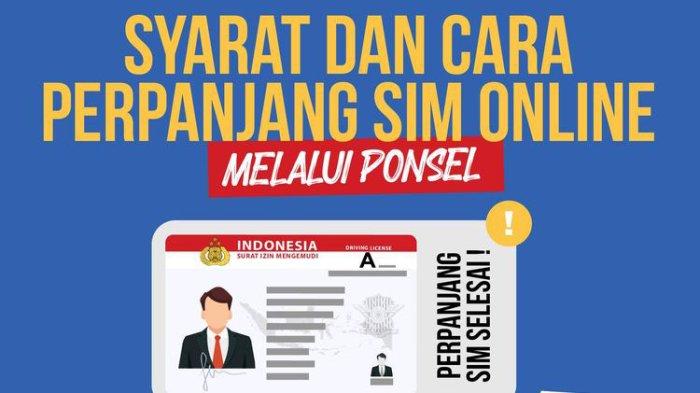 SYARAT DAN CARA
PERPANJANG SIM ONLINE
MELALUI PONSEL
!
INDONESIA
SURAT IZIN MENGEMUDI
DRIVING LICENSE
A
PERPANJANG
SIM SELESAI !